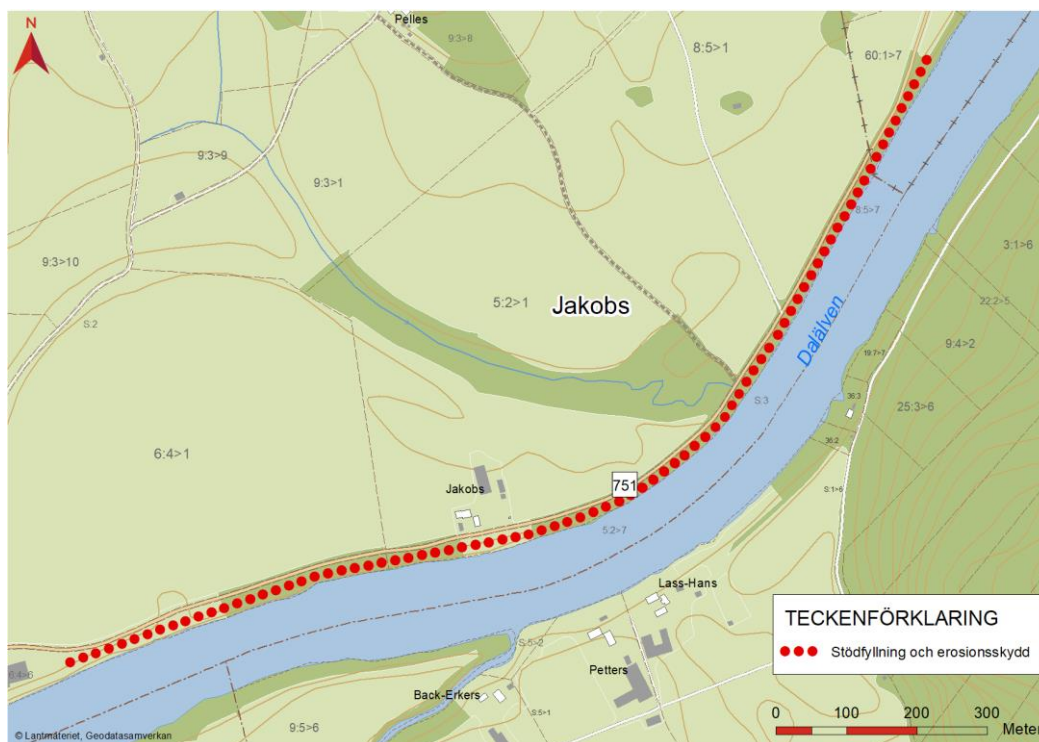 N
Pelles
9:3>8
8:5>1
60:1>7
9:3>9
9:3>1
8:5>7
3:1>6
9:3>10
5:2>1
Jakobs
Dalälven
22:2>5
S:2
19:7>7
9:4>2
S:3
36:3
25:3>6
6:4>1
36:2
Jakobs
751
S:1>6
5:2>7
Lass-Hans
S:5>2
Petters
6:4>6
Back-Erkers
S:5>1
9:5>6
TECKENFÖRKLARING
Stödfyllning och erosionsskydd
0 100 200 300
Meter
© Lantmäteriet, Geodatasamverkan